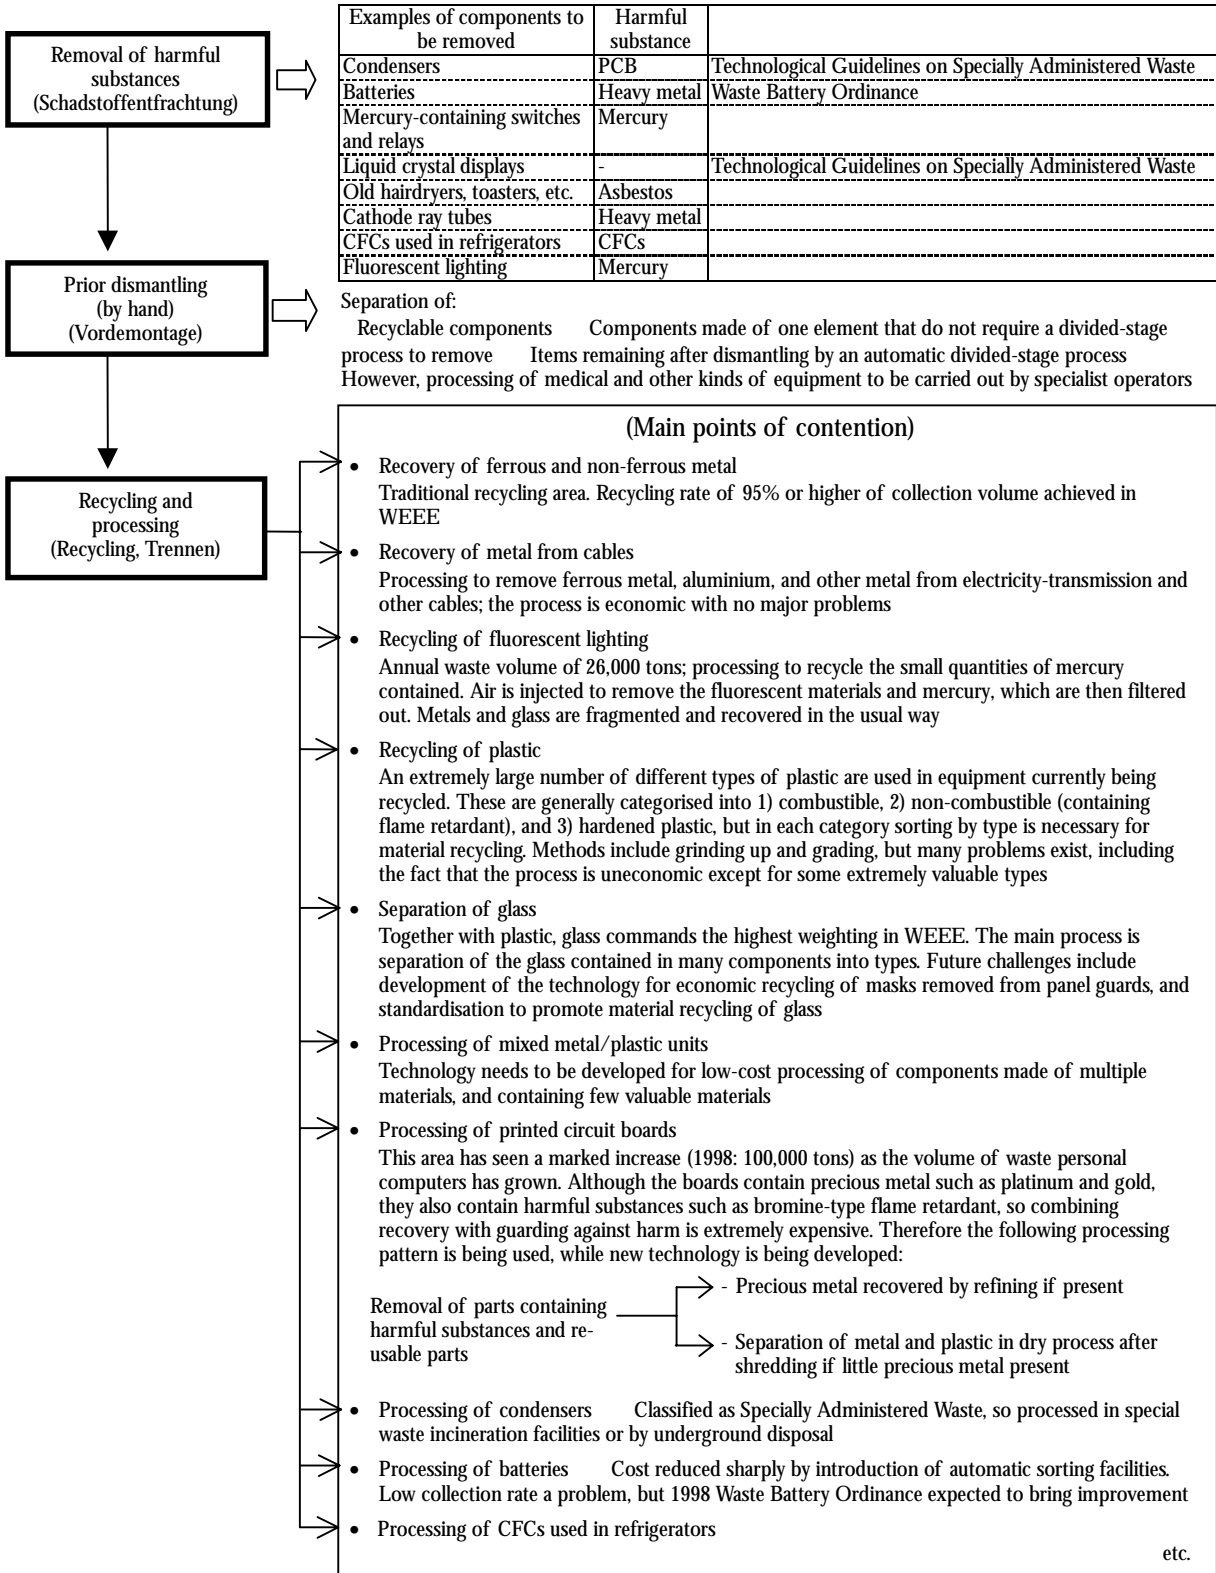 Removal of harmful
substances
(Schadstoffentfrachtung)
Examples of components to
be removed
Harmful
substance
Condensers PCB Technological Guidelines on Specially Administered Waste
Batteries Heavy metal Waste Battery Ordinance
Mercury-containing switches
and relays
Mercury
Liquid crystal displays - Technological Guidelines on Specially Administered Waste
Old hairdryers, toasters, etc. Asbestos
Cathode ray tubes Heavy metal
CFCs used in refrigerators CFCs
Fluorescent lighting Mercury
Prior dismantling
(by hand)
(Vordemontage)
Separation of:
Recyclable components Components made of one element that do not require a divided-stage
process to remove Items remaining after dismantling by an automatic divided-stage process
However, processing of medical and other kinds of equipment to be carried out by specialist operators
Recycling and
processing
(Recycling, Trennen)
(Main points of contention)
• Recovery of ferrous and non-ferrous metal
Traditional recycling area. Recycling rate of 95% or higher of collection volume achieved in
WEEE
• Recovery of metal from cables
Processing to remove ferrous metal, aluminium, and other metal from electricity-transmission and
other cables; the process is economic with no major problems
• Recycling of fluorescent lighting
Annual waste volume of 26,000 tons; processing to recycle the small quantities of mercury
contained. Air is injected to remove the fluorescent materials and mercury, which are then filtered
out. Metals and glass are fragmented and recovered in the usual way
• Recycling of plastic
An extremely large number of different types of plastic are used in equipment currently being
recycled. These are generally categorised into 1) combustible, 2) non-combustible (containing
flame retardant), and 3) hardened plastic, but in each category sorting by type is necessary for
material recycling. Methods include grinding up and grading, but many problems exist, including
the fact that the process is uneconomic except for some extremely valuable types
• Separation of glass
Together with plastic, glass commands the highest weighting in WEEE. The main process is
separation of the glass contained in many components into types. Future challenges include
development of the technology for economic recycling of masks removed from panel guards, and
standardisation to promote material recycling of glass
• Processing of mixed metal/plastic units
Technology needs to be developed for low-cost processing of components made of multiple
materials, and containing few valuable materials
• Processing of printed circuit boards
This area has seen a marked increase (1998: 100,000 tons) as the volume of waste personal
computers has grown. Although the boards contain precious metal such as platinum and gold,
they also contain harmful substances such as bromine-type flame retardant, so combining
recovery with guarding against harm is extremely expensive. Therefore the following processing
pattern is being used, while new technology is being developed:
Removal of parts containing
harmful substances and re-
usable parts
- Precious metal recovered by refining if present
- Separation of metal and plastic in dry process after
shredding if little precious metal present
• Processing of condensers Classified as Specially Administered Waste, so processed in special
waste incineration facilities or by underground disposal
• Processing of batteries Cost reduced sharply by introduction of automatic sorting facilities.
Low collection rate a problem, but 1998 Waste Battery Ordinance expected to bring improvement
• Processing of CFCs used in refrigerators
etc.